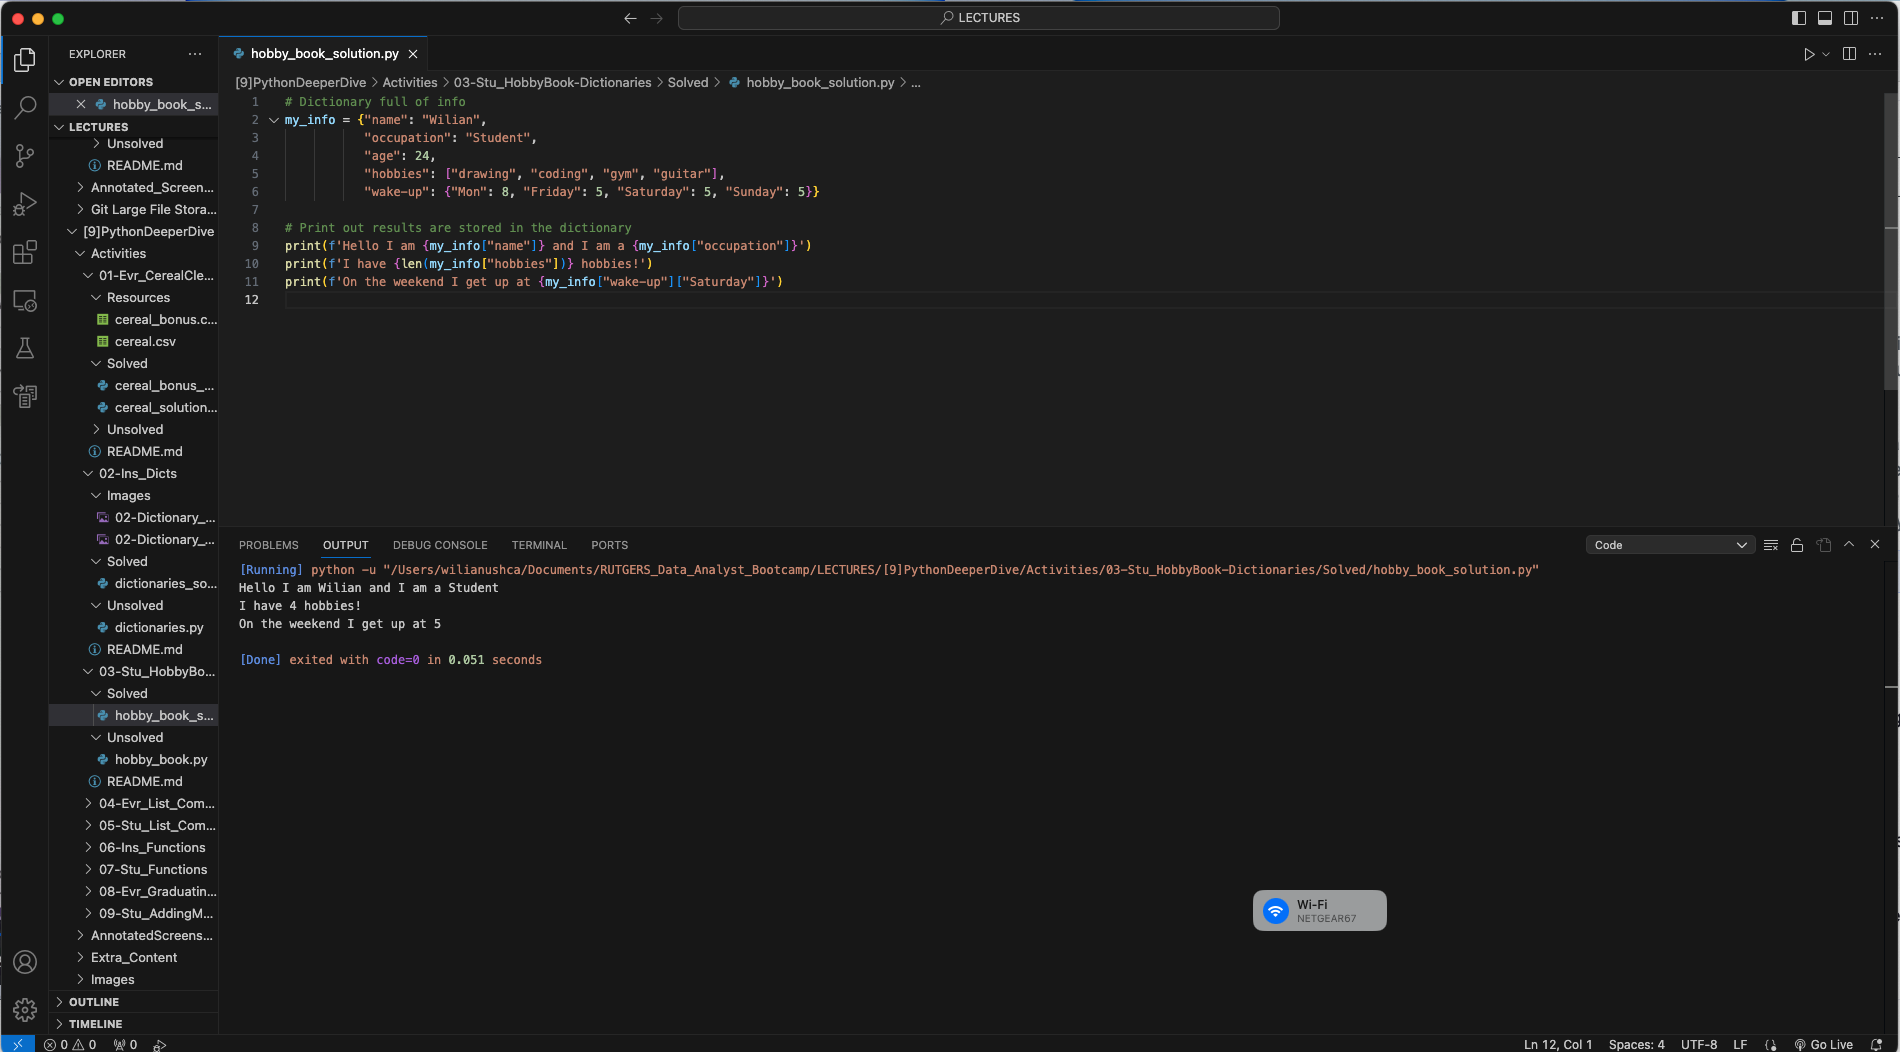 LECTURES
EXPLORER
OPEN EDITORS
hobby_book_s...
LECTURES
Unsolved
README.md
Annotated_Screen...
Git Large File Stora...
[9]PythonDeeperDive
Activities
01-Evr_CerealCle...
Resources
cereal_bonus.c...
cereal.csv
Solved
cereal_bonus_...
cereal_solution...
Unsolved
README.md
02-Ins_Dicts
Images
02-Dictionary_...
02-Dictionary_...
Solved
dictionaries_so...
Unsolved
dictionaries.py
README.md
03-Stu_HobbyBo...
Solved
hobby_book_s...
Unsolved
hobby_book.py
README.md
04-Evr_List_Com...
05-Stu_List_Com...
06-Ins_Functions
07-Stu_Functions
08-Evr_Graduatin...
09-Stu_AddingM...
AnnotatedScreens...
Extra_Content
Images
OUTLINE
TIMELINE
hobby_book_solution.py
[9]PythonDeeperDive > Activities > 03-Stu_HobbyBook-Dictionaries > Solved > hobby_book_solution.py > ...
1 # Dictionary full of info
2 my_info = {"name": "Wilian",
3 "occupation": "Student",
4 "age": 24,
5 "hobbies": ["drawing", "coding", "gym", "guitar"],
6 "wake-up": {"Mon": 8, "Friday": 5, "Saturday": 5, "Sunday": 5}}
7
8 # Print out results are stored in the dictionary
9 print(f'Hello I am {my_info["name"]} and I am a {my_info["occupation"]}')
10 print(f'I have {len(my_info["hobbies"])} hobbies!')
11 print(f'On the weekend I get up at {my_info["wake-up"]["Saturday"]}')
12
PROBLEMS OUTPUT DEBUG CONSOLE TERMINAL PORTS
Code
[Running] python -u "/Users/wilianushca/Documents/RUTGERS_Data_Analyst_Bootcamp/LECTURES/[9]PythonDeeperDive/Activities/03-Stu_HobbyBook-Dictionaries/Solved/hobby_book_solution.py"
Hello I am Wilian and I am a Student
I have 4 hobbies!
On the weekend I get up at 5
[Done] exited with code=0 in 0.051 seconds
Wi-Fi
NETGEAR67
0 0 0
Ln 12, Col 1 Spaces: 4 UTF-8 LF Go Live